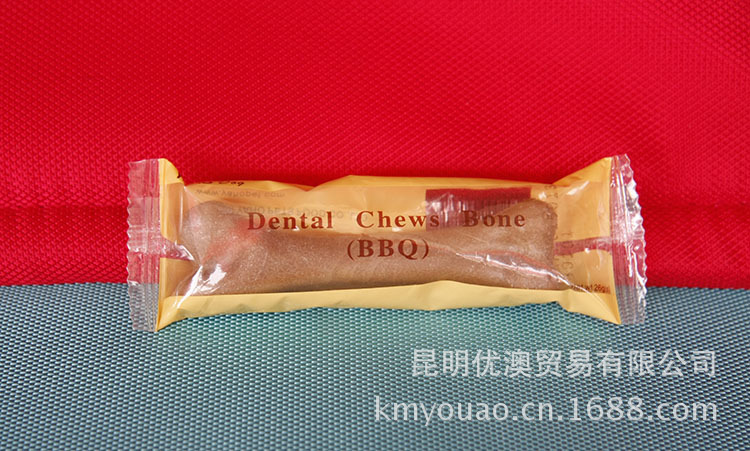 Dental Chews Bone
(BBQ)
昆明优澳贸易有限公司
kmyouao.cn.1688.com